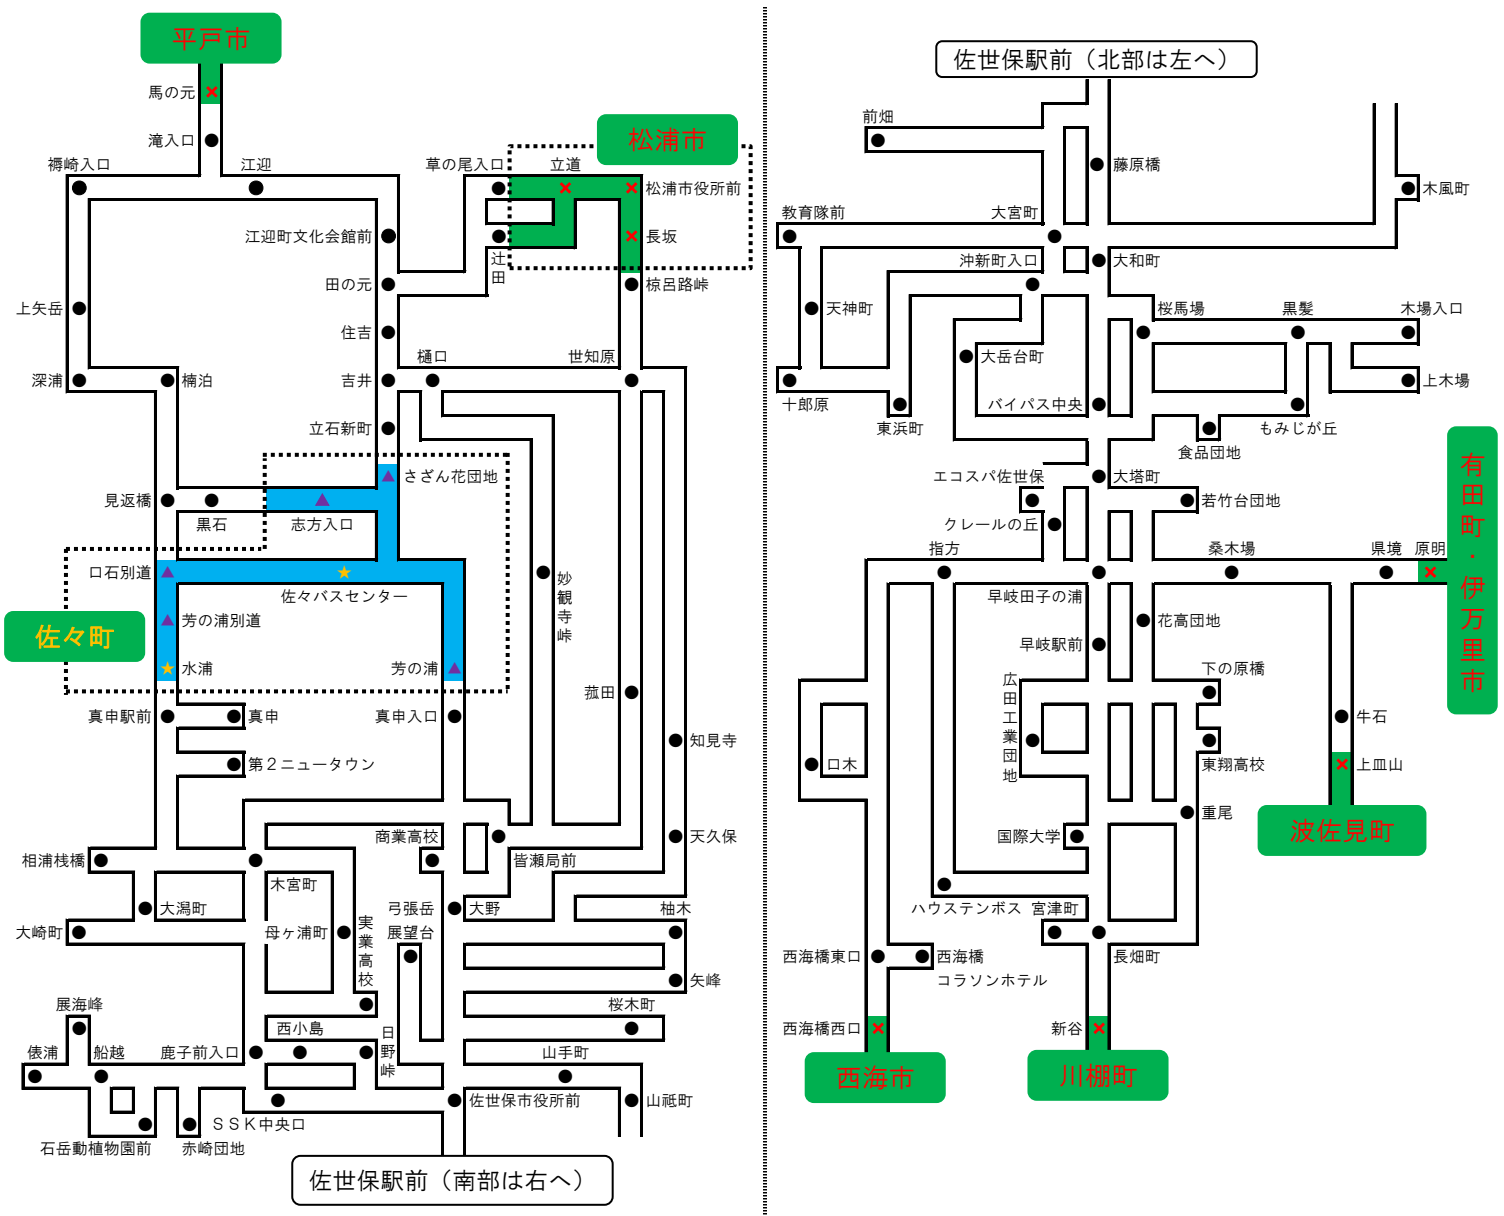 平戸市
馬の元
滝入口
褥崎入口
江迎
草の尾入口
立道
松浦市
松浦市役所前
江迎町文化会館前
辻田
長坂
田の元
椋呂路峠
上矢岳
住吉
樋口
世知原
深浦
楠泊
吉井
立石新町
さざん花団地
見返橋
黒石
志方入口
口石別道
佐々バスセンター
妙観寺峠
芳の浦別道
佐々町
水浦
芳の浦
菰田
真申駅前
真申
真申入口
知見寺
第２ニュータウン
商業高校
天久保
相浦桟橋
木宮町
皆瀬局前
大潟町
弓張岳
展望台
大野
柚木
大崎町
母ヶ浦町
実業高校
矢峰
展海峰
西小島
日野峠
桜木町
俵浦
船越
鹿子前入口
山手町
ＳＳＫ中央口
佐世保市役所前
山祗町
石岳動植物園前
赤崎団地
佐世保駅前（南部は右へ）
佐世保駅前（北部は左へ）
前畑
藤原橋
木風町
教育隊前
大宮町
沖新町入口
大和町
天神町
桜馬場
黒髪
木場入口
大岳台町
十郎原
東浜町
バイパス中央
上木場
もみじが丘
食品団地
エコスパ佐世保
大塔町
若竹台団地
クレールの丘
指方
桑木場
県境
原明
有田町・伊万里市
早岐田子の浦
花高団地
早岐駅前
広田工業団地
下の原橋
牛石
口木
東翔高校
上皿山
重尾
国際大学
波佐見町
ハウステンボス
宮津町
西海橋東口
西海橋
コラソンホテル
長畑町
西海橋西口
新谷
西海市
川棚町